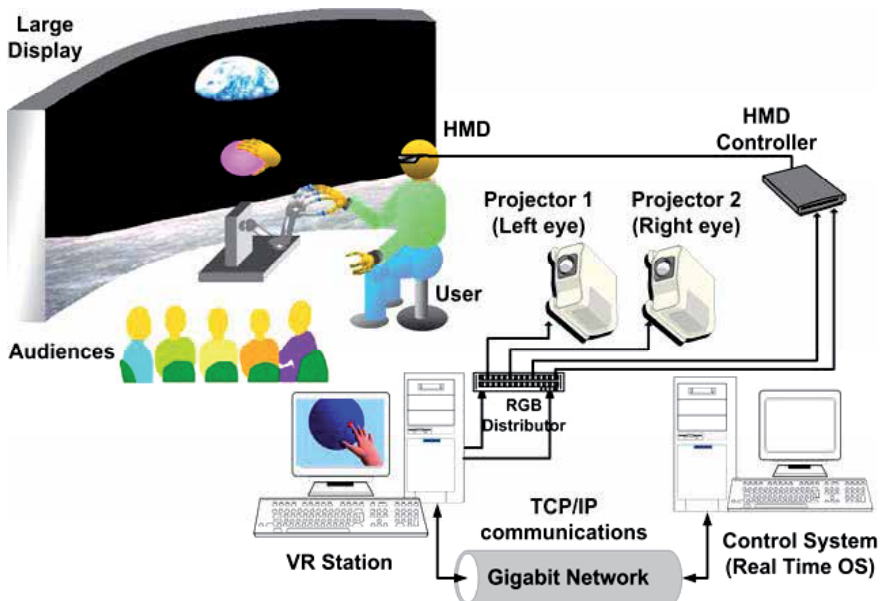 Large
Display
HMD
HMD
Controller
Projector 1
(Left eye)
Projector 2
(Right eye)
User
Audiences
RGB
Distributor
TCP/IP
communications
VR Station
Gigabit Network
Control System
(Real Time OS)